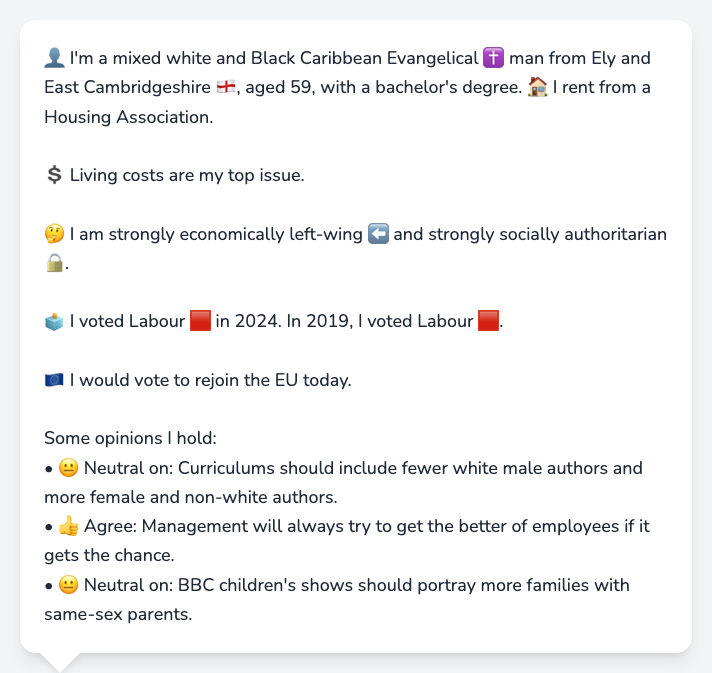 👤 I'm a mixed white and Black Caribbean Evangelical ✝️ man from Ely and
East Cambridgeshire 🏴󠁧󠁢󠁥󠁮󠁧󠁿, aged 59, with a bachelor's degree. 🏠 I rent from a
Housing Association.
💲 Living costs are my top issue.
🤔 I am strongly economically left-wing ⬅️ and strongly socially authoritarian
🔒.
🗳️ I voted Labour 🟥 in 2024. In 2019, I voted Labour 🟥.
🇪🇺 I would vote to rejoin the EU today.
Some opinions I hold:
• 😐 Neutral on: Curriculums should include fewer white male authors and
more female and non-white authors.
• 👍 Agree: Management will always try to get the better of employees if it
gets the chance.
• 😐 Neutral on: BBC children's shows should portray more families with
same-sex parents.